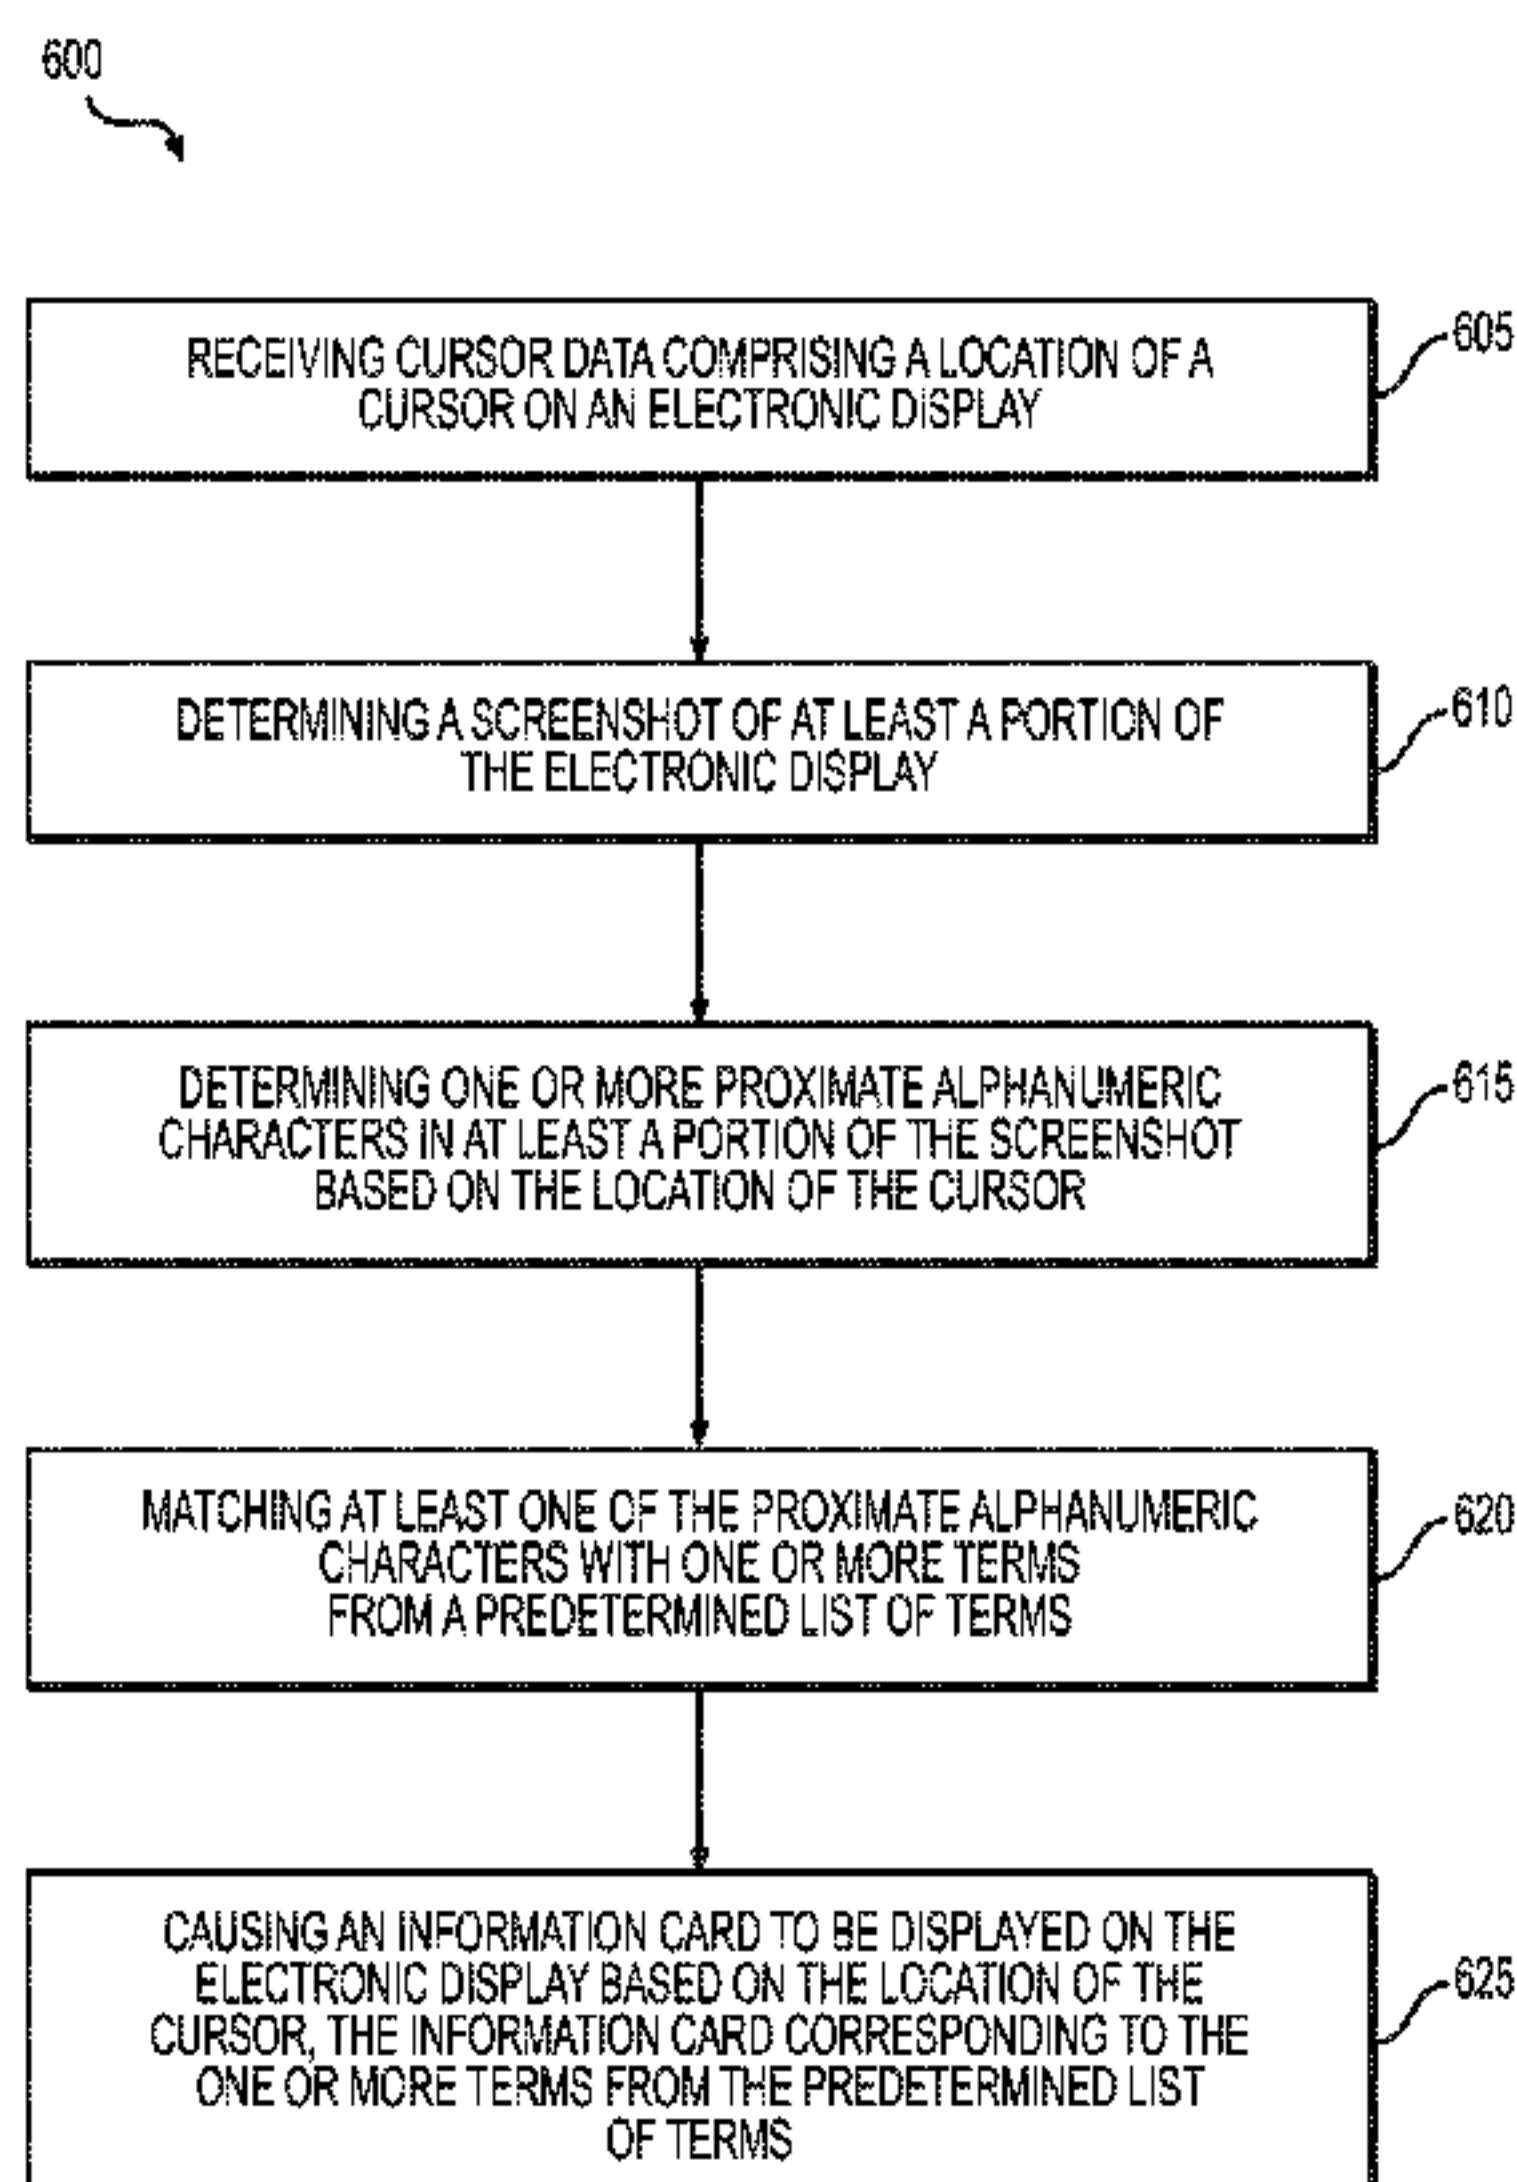 600
RECEIVING CURSOR DATA COMPRISING A LOCATION OF A
CURSOR ON AN ELECTRONIC DISPLAY
605
DETERMINING A SCREENSHOT OF AT LEAST A PORTION OF
THE ELECTRONIC DISPLAY
610
DETERMINING ONE OR MORE PROXIMATE ALPHANUMERIC
CHARACTERS IN AT LEAST A PORTION OF THE SCREENSHOT
BASED ON THE LOCATION OF THE CURSOR
615
MATCHING AT LEAST ONE OF THE PROXIMATE ALPHANUMERIC
CHARACTERS WITH ONE OR MORE TERMS
FROM A PREDETERMINED LIST OF TERMS
620
CAUSING AN INFORMATION CARD TO BE DISPLAYED ON THE
ELECTRONIC DISPLAY BASED ON THE LOCATION OF THE
CURSOR, THE INFORMATION CARD CORRESPONDING TO THE
ONE OR MORE TERMS FROM THE PREDETERMINED LIST
OF TERMS
625